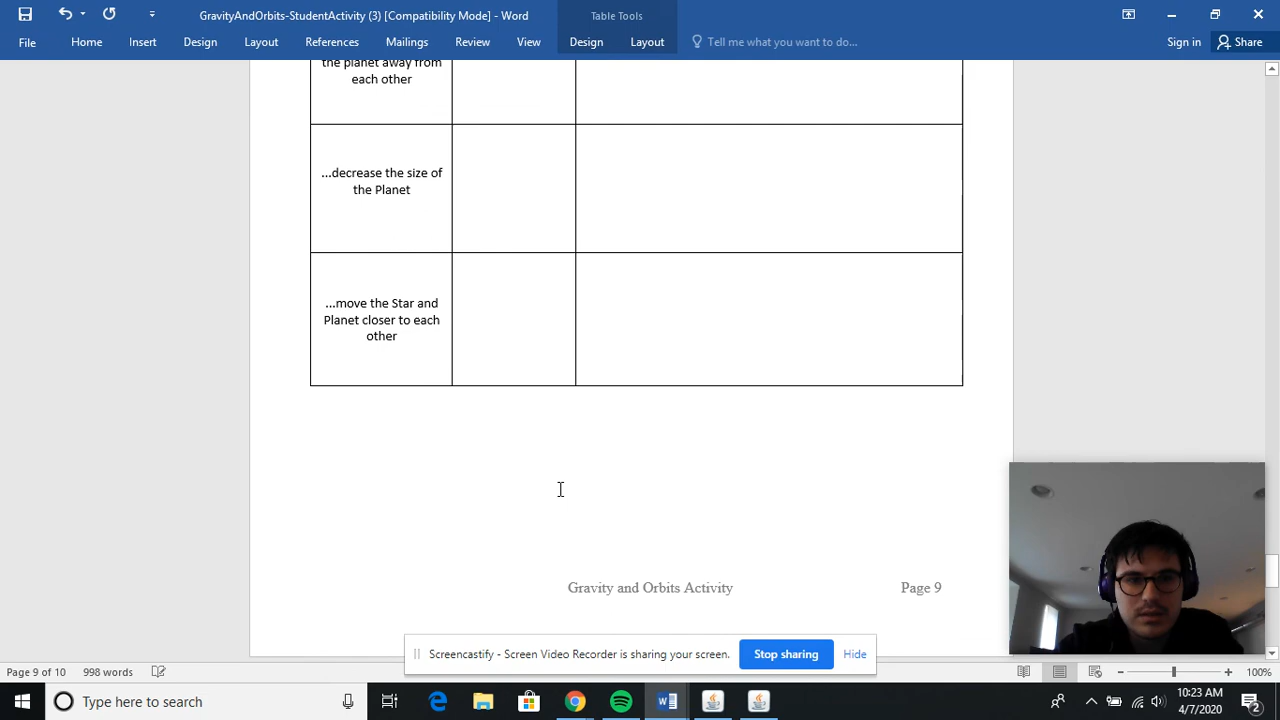 GravityAndOrbits-StudentActivity (3) [Compatibility Mode] - Word
Table Tools
File Home Insert Design Layout References Mailings Review View Design Layout Tell me what you want to do... Sign in Share
the planet away from
each other
...decrease the size of
the Planet
...move the Star and
Planet closer to each
other
Gravity and Orbits Activity Page 9
Screencastify - Screen Video Recorder is sharing your screen. Stop sharing Hide
Page 9 of 10 998 words 100%
Type here to search
10:23 AM
4/7/2020
2